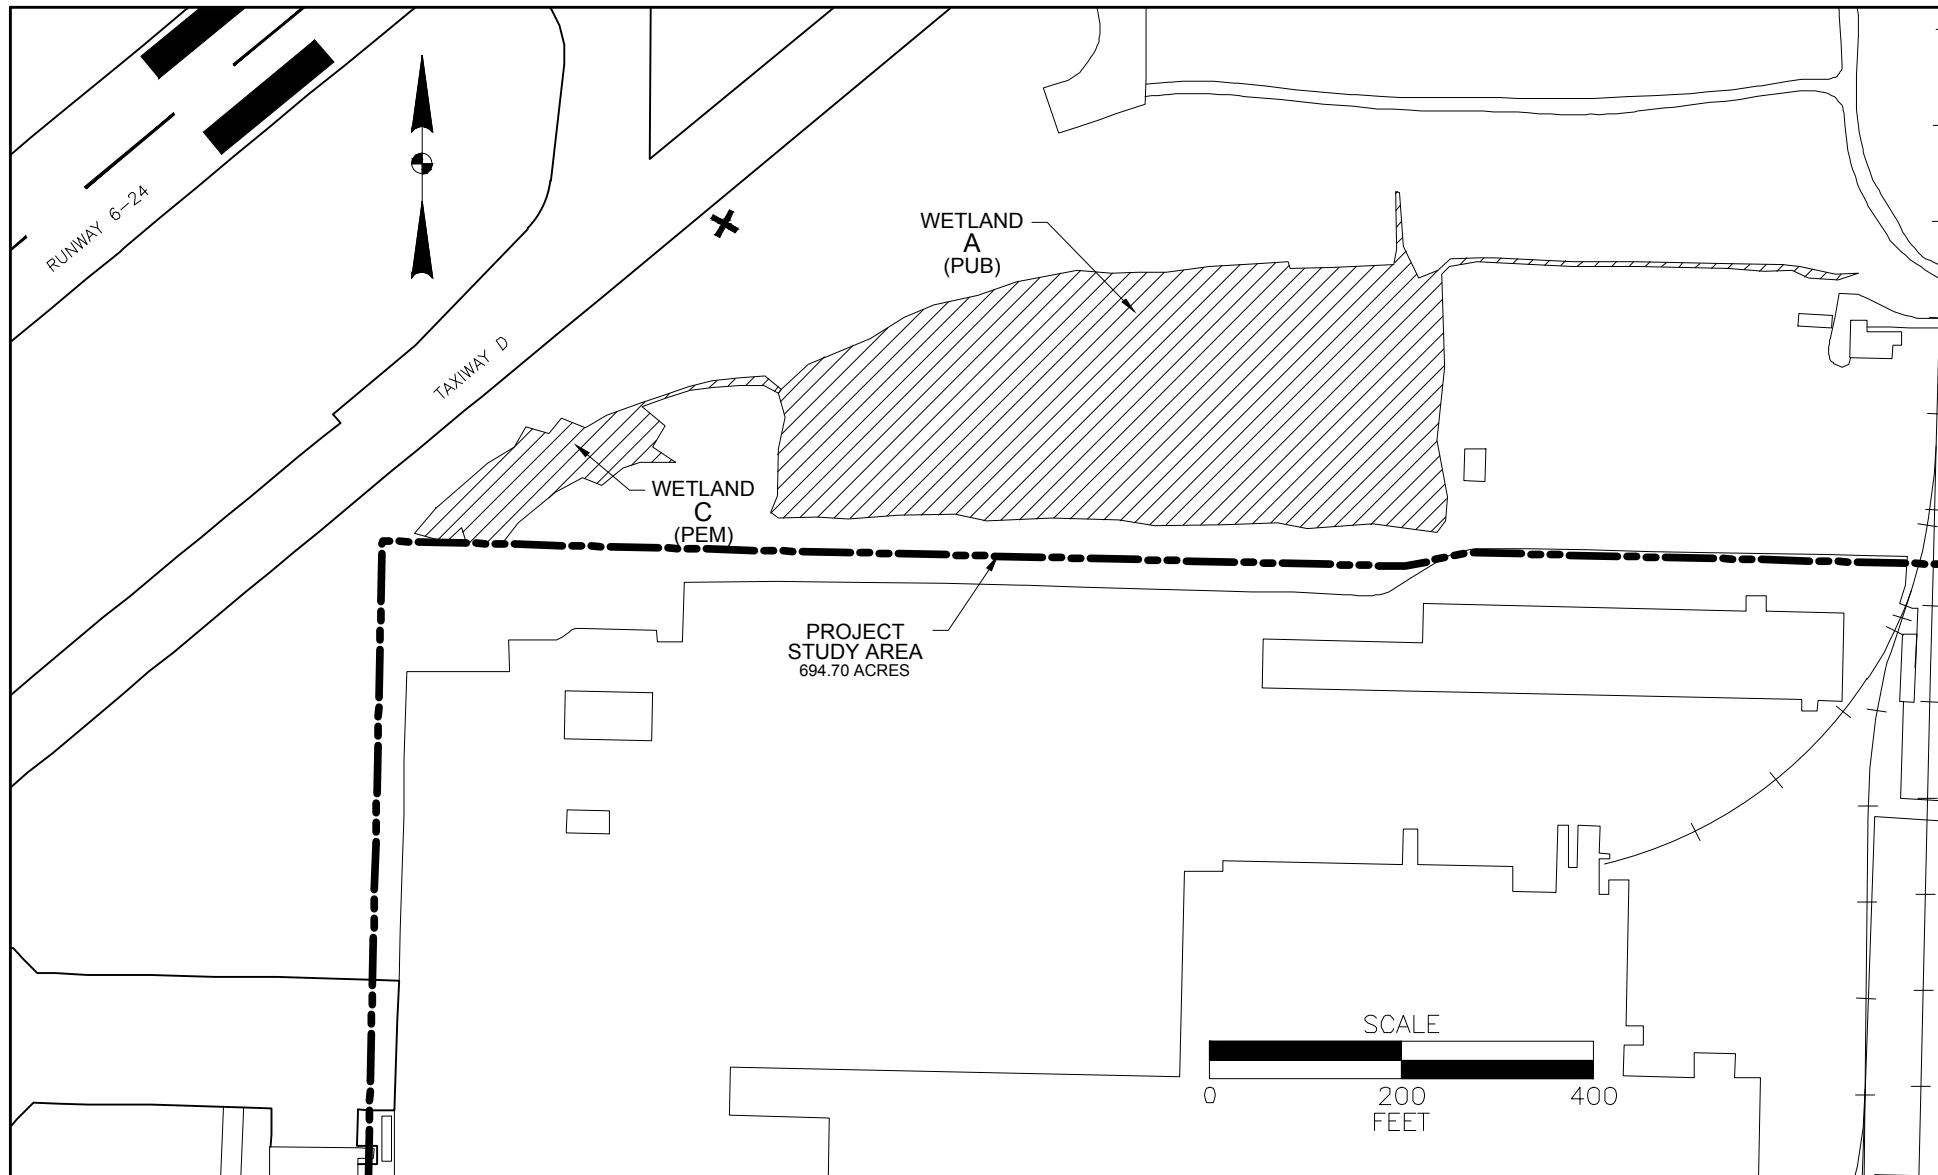 RUNWAY 6-24
TAXIWAY D
WETLAND
A
(PUB)
WETLAND
C
(PEM)
PROJECT
STUDY AREA
694.70 ACRES
SCALE
0 200 400
FEET